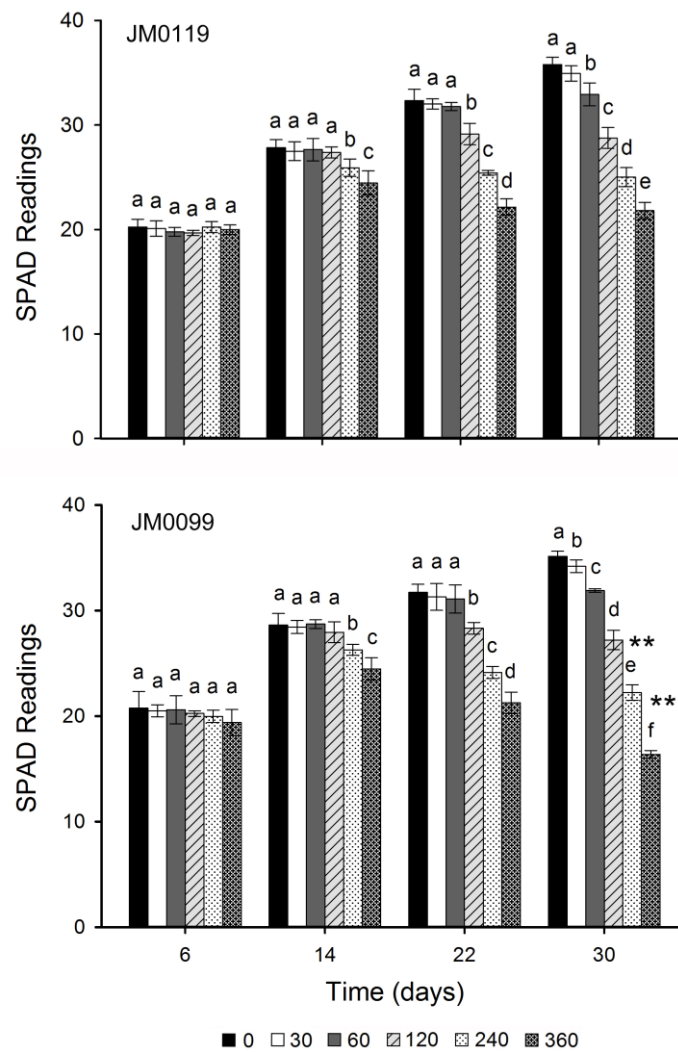 JM0119
40
30
20
10
0
SPAD Readings
a a a a a a
a a a a b c
a a a b c d
a a b c d e
JM0099
40
30
20
10
0
SPAD Readings
a a a a a a
a a a a b c
a a a b c d
a b c d ** e ** f
6 14 22 30
Time (days)
0 30 60 120 240 360